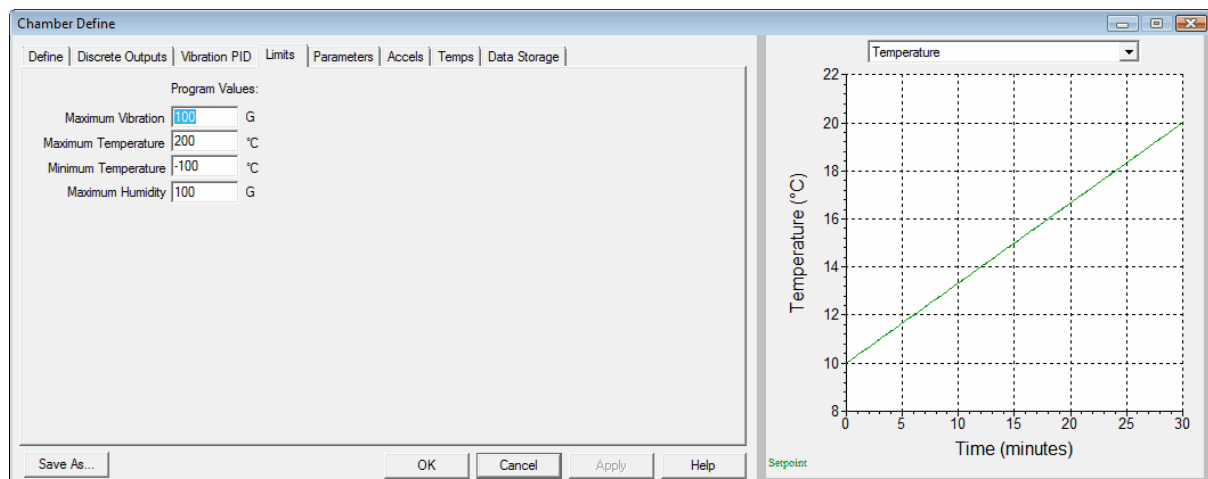 Chamber Define
Define Discrete Outputs Vibration PID Limits Parameters Accels Temps Data Storage
Program Values:
Maximum Vibration 100 G
Maximum Temperature 200 °C
Minimum Temperature -100 °C
Maximum Humidity 100 G
Save As...
OK Cancel Apply Help
Temperature
22
20
18
16
14
12
10
8
Temperature (°C)
0 5 10 15 20 25 30
Time (minutes)
Setpoint